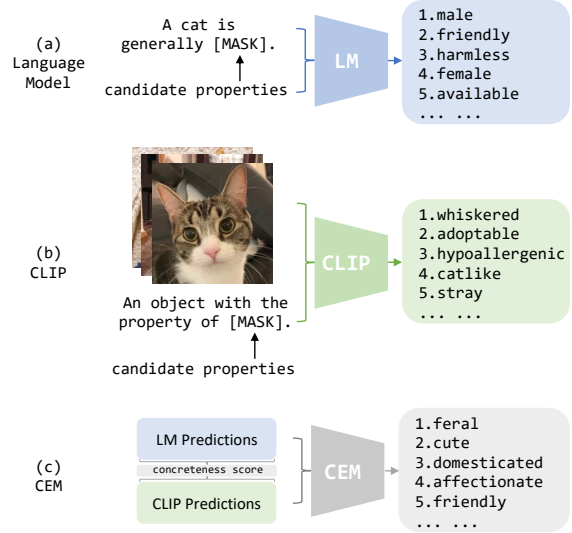 (a)
Language
Model
A cat is
generally [MASK].
candidate properties
LM
1.male
2.friendly
3.harmless
4.female
5.available
... ...
(b)
CLIP
An object with the
property of [MASK].
candidate properties
CLIP
1.whiskered
2.adoptable
3.hypoallergenic
4.catlike
5.stray
... ...
(c)
CEM
LM Predictions
concreteness score
CLIP Predictions
CEM
1.feral
2.cute
3.domesticated
4.affectionate
5.friendly
... ...